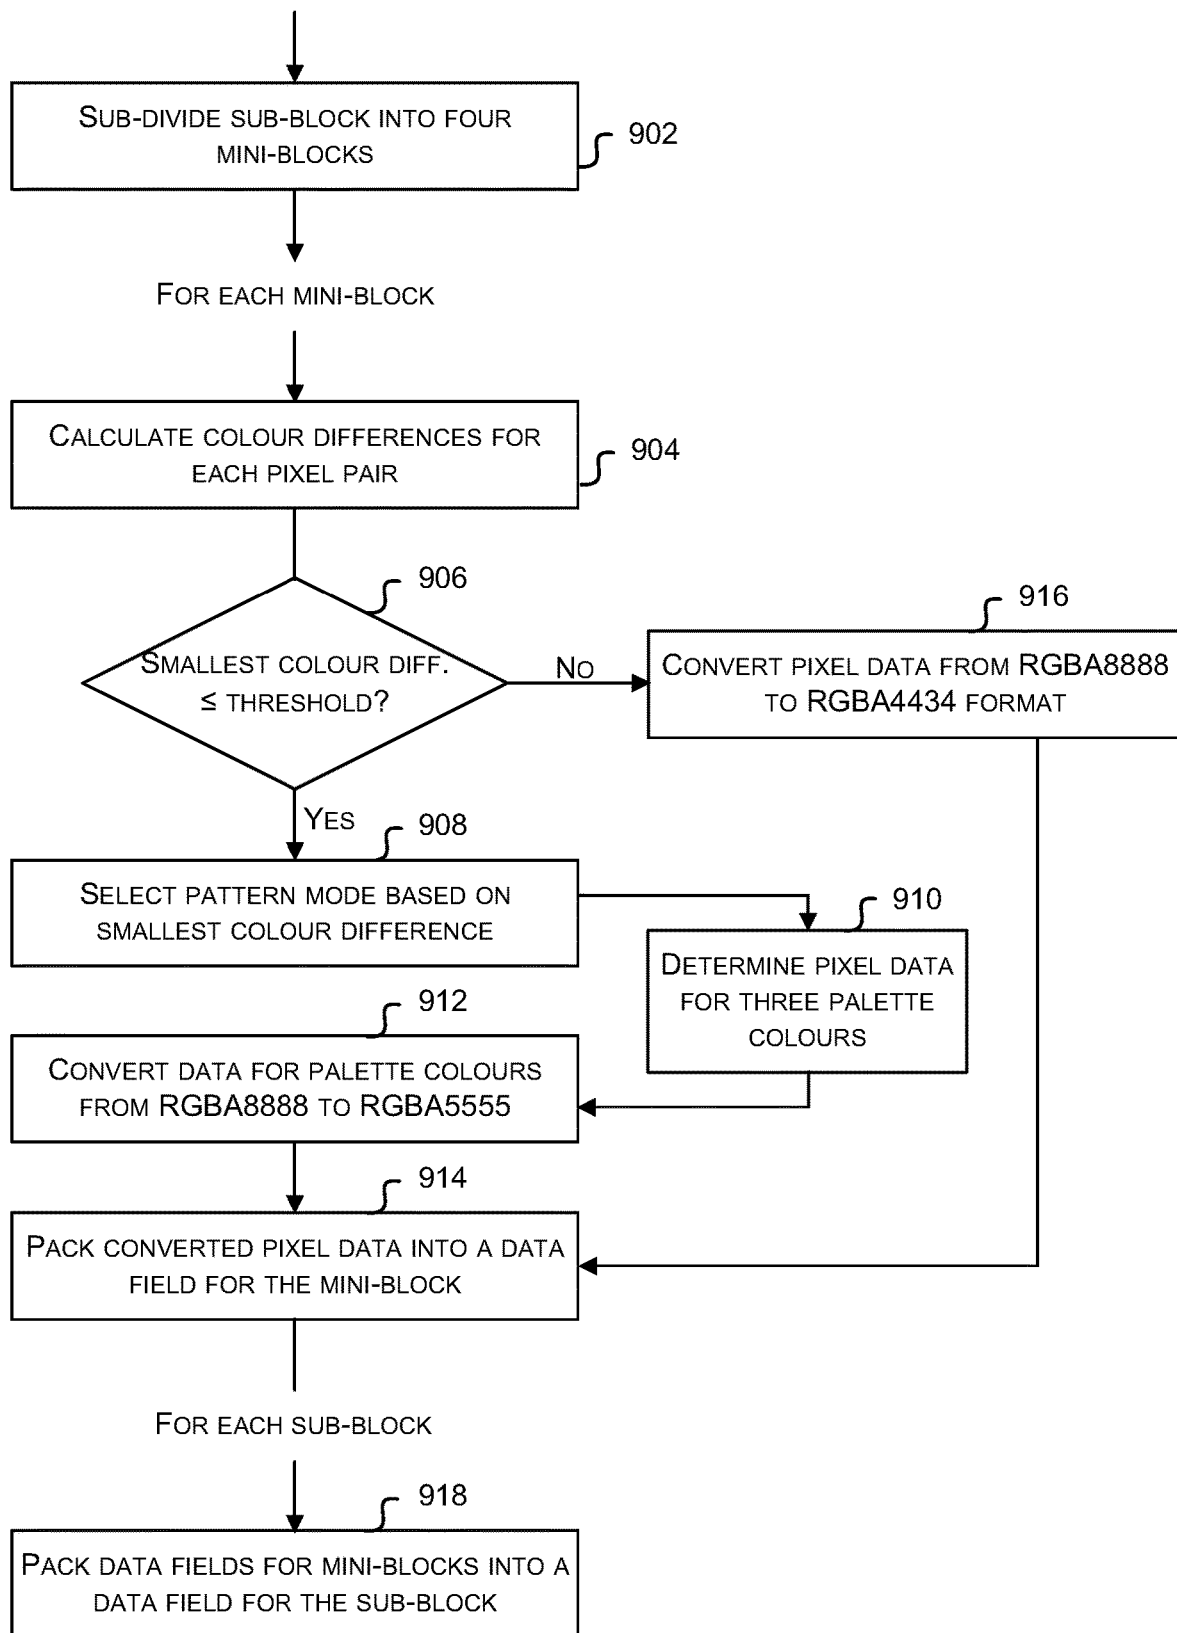 SUB-DIVIDE SUB-BLOCK INTO FOUR
MINI-BLOCKS
902
FOR EACH MINI-BLOCK
CALCULATE COLOUR DIFFERENCES FOR
EACH PIXEL PAIR
904
906
SMALLEST COLOUR DIFF.
≤ THRESHOLD?
NO
916
CONVERT PIXEL DATA FROM RGBA8888
TO RGBA4434 FORMAT
YES
908
SELECT PATTERN MODE BASED ON
SMALLEST COLOUR DIFFERENCE
910
DETERMINE PIXEL DATA
FOR THREE PALETTE
COLOURS
912
CONVERT DATA FOR PALETTE COLOURS
FROM RGBA8888 TO RGBA5555
914
PACK CONVERTED PIXEL DATA INTO A DATA
FIELD FOR THE MINI-BLOCK
FOR EACH SUB-BLOCK
918
PACK DATA FIELDS FOR MINI-BLOCKS INTO A
DATA FIELD FOR THE SUB-BLOCK